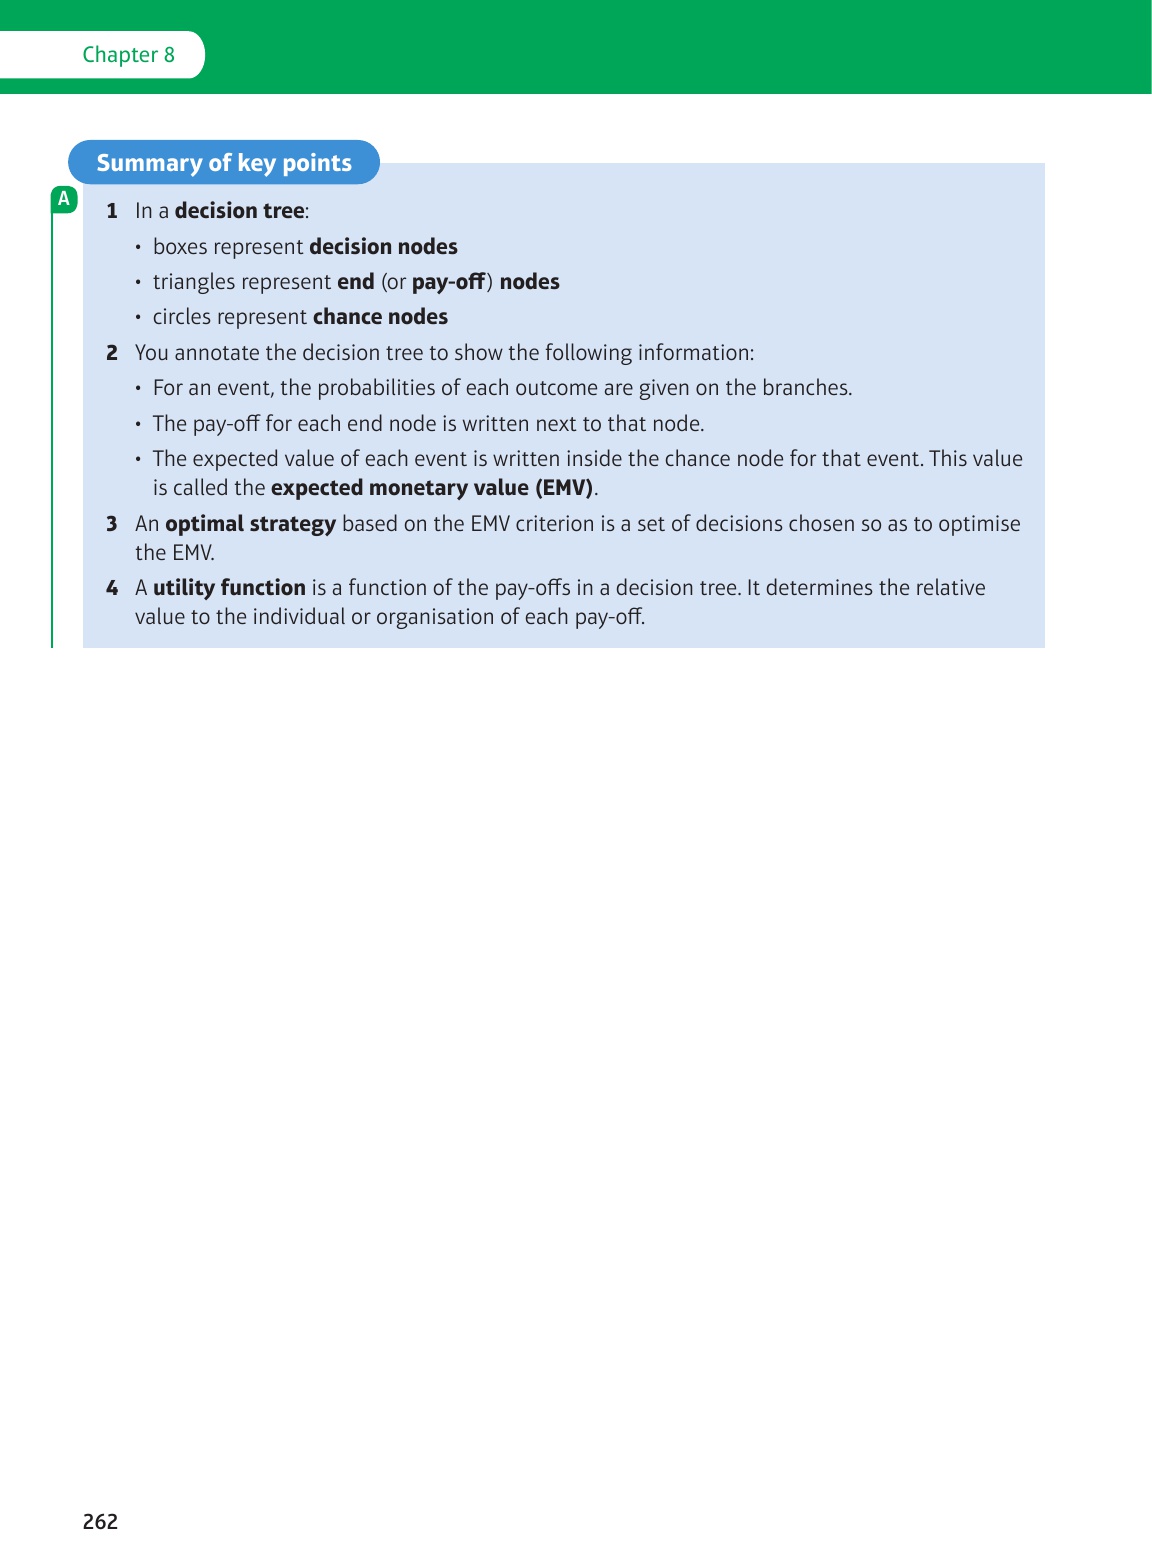 Chapter 8
Summary of key points
A
1 In a decision tree:
• boxes represent decision nodes
• triangles represent end (or pay-off) nodes
• circles represent chance nodes
2 You annotate the decision tree to show the following information:
• For an event, the probabilities of each outcome are given on the branches.
• The pay-off for each end node is written next to that node.
• The expected value of each event is written inside the chance node for that event. This value
is called the expected monetary value (EMV).
3 An optimal strategy based on the EMV criterion is a set of decisions chosen so as to optimise
the EMV.
4 A utility function is a function of the pay-offs in a decision tree. It determines the relative
value to the individual or organisation of each pay-off.
262